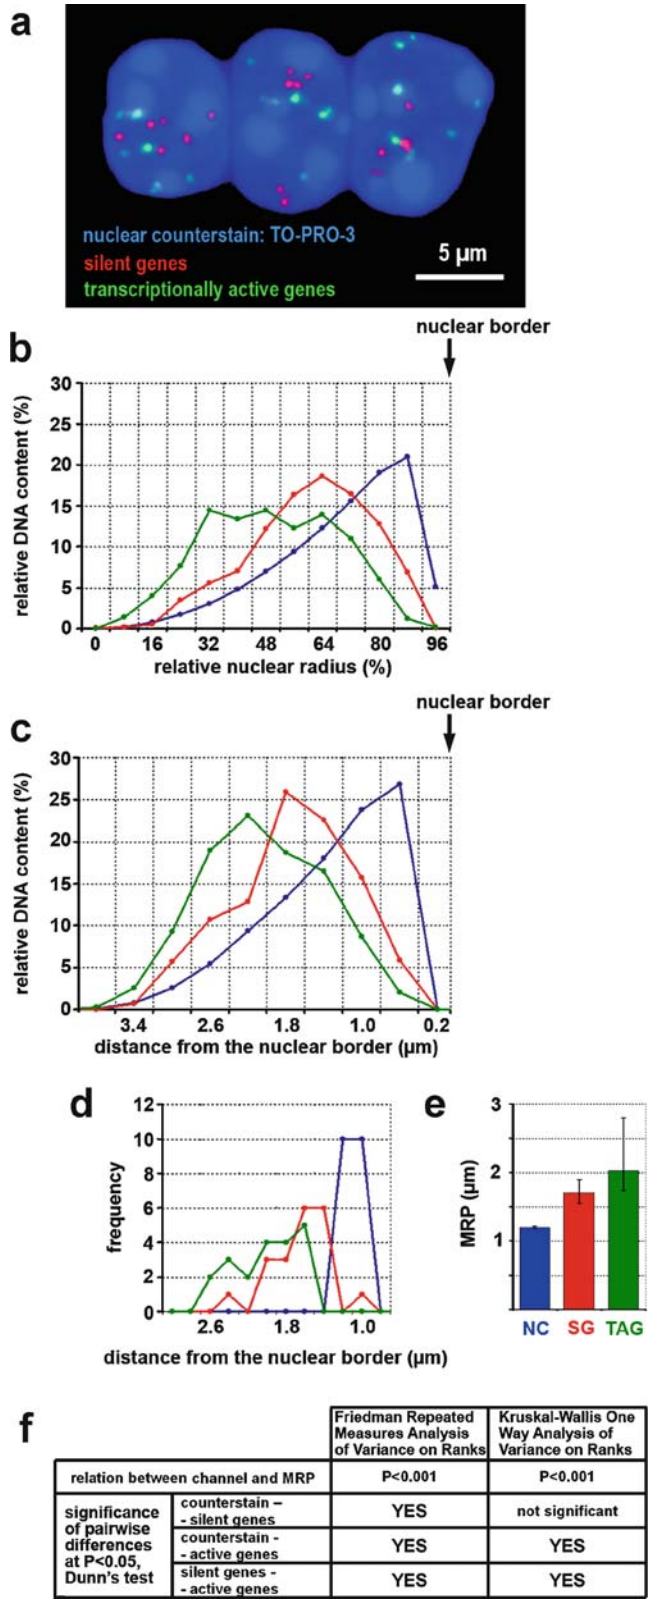 a
nuclear counterstain: TO-PRO-3
silent genes
transcriptionally active genes
5 µm
nuclear border
b
relative DNA content (%)
30
25
20
15
10
5
0
0 16 32 48 64 80 96
relative nuclear radius (%)
nuclear border
c
relative DNA content (%)
30
25
20
15
10
5
0
3.4 2.6 1.8 1.0 0.2
distance from the nuclear border (µm)
d
frequency
12
10
8
6
4
2
0
2.6 1.8 1.0
distance from the nuclear border (µm)
e
MRP (µm)
3
2
1
NC SG TAG
f
Friedman Repeated
Measures Analysis
of Variance on Ranks
Kruskal-Wallis One
Way Analysis of
Variance on Ranks
relation between channel and MRP
P<0.001
P<0.001
significance
of pairwise
differences
at P<0.05,
Dunn's test
counterstain –
- silent genes
YES
not significant
counterstain -
- active genes
YES
YES
silent genes -
- active genes
YES
YES